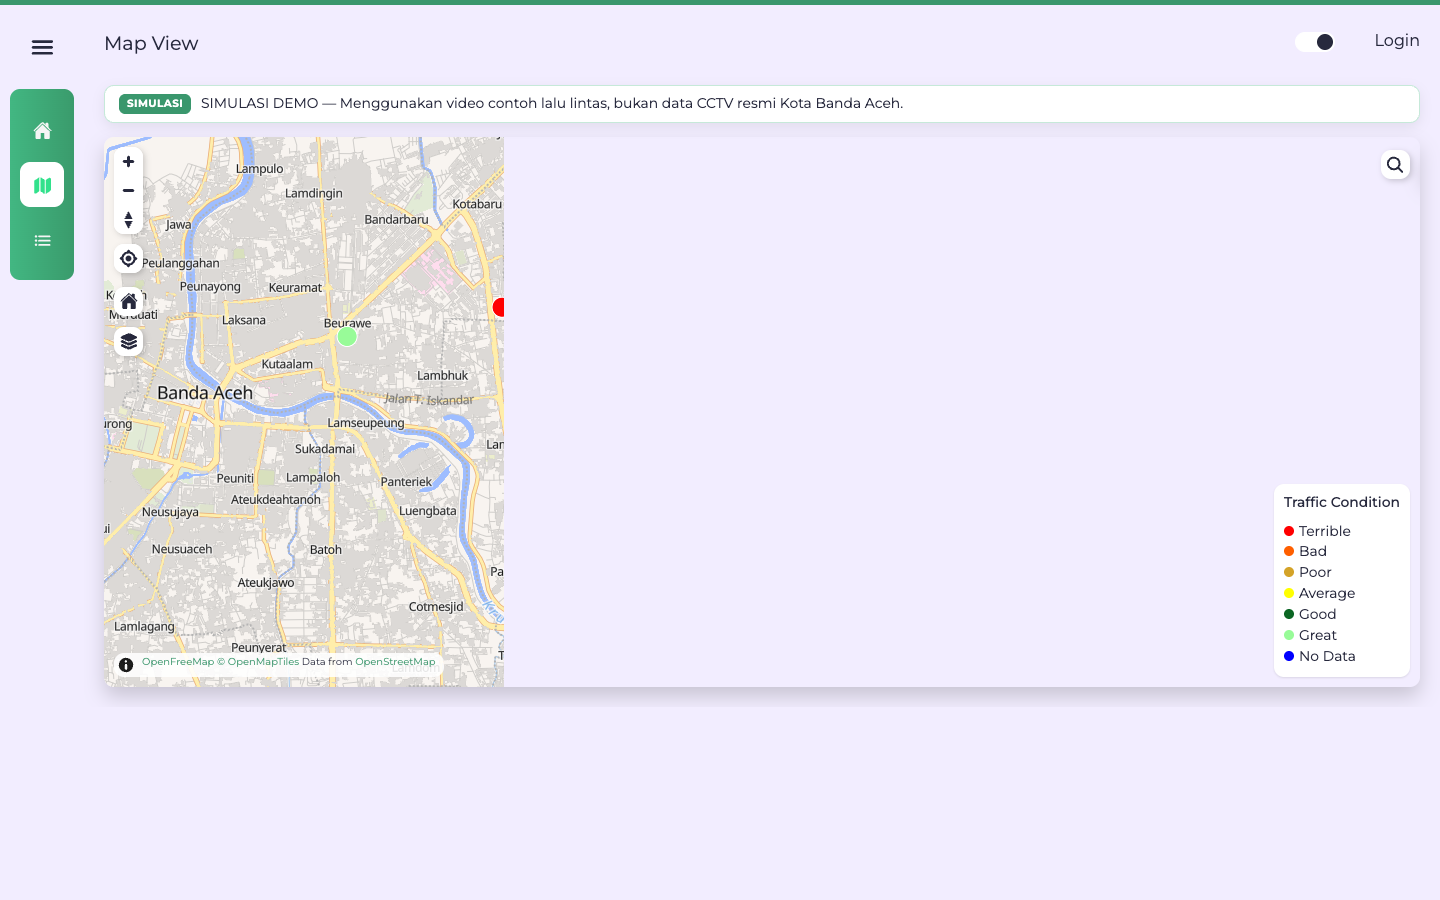 Map View
Login
SIMULASI
SIMULASI DEMO — Menggunakan video contoh lalu lintas, bukan data CCTV resmi Kota Banda Aceh.
Lampulo
Lamdingin
Kotabaru
Bandarbaru
Jawa
Peulanggahan
Peunayong
Keuramat
Laksana
Beurawe
Kutaalam
Lambhuk
Banda Aceh
Jalan T. Iskandar
Lamseupeung
Sukadamai
Peuniti
Lampaloh
Panteriek
Ateukdeahtanoh
Neusujaya
Luengbata
Neusuaceh
Batoh
Ateukjawo
Cotmesjid
Lamlagang
Peunyerat
OpenFreeMap © OpenMapTiles Data from OpenStreetMap
Traffic Condition
Terrible
Bad
Poor
Average
Good
Great
No Data